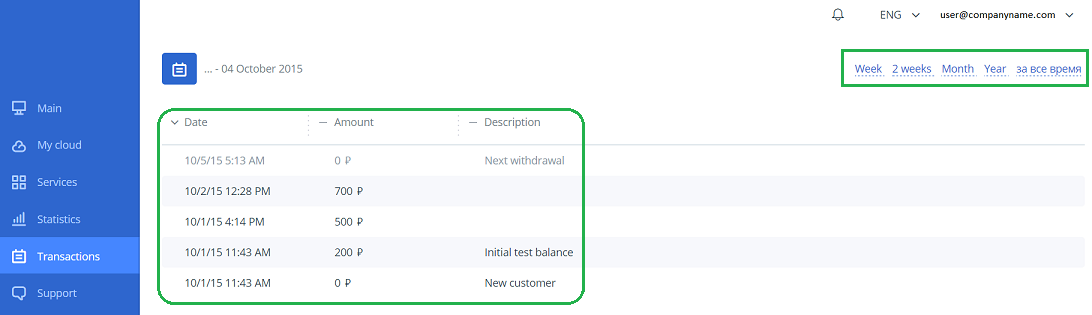 ENG user@companyname.com
... - 04 October 2015 Week 2 weeks Month Year за все время
Main
My cloud
Services
Statistics
Transactions
Support
Date Amount Description
10/5/15 5:13 AM 0 ₽ Next withdrawal
10/2/15 12:28 PM 700 ₽
10/1/15 4:14 PM 500 ₽
10/1/15 11:43 AM 200 ₽ Initial test balance
10/1/15 11:43 AM 0 ₽ New customer